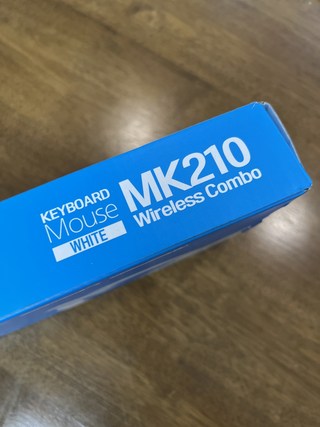 KEYBOARD
Mouse
WHITE
MK210
Wireless Combo